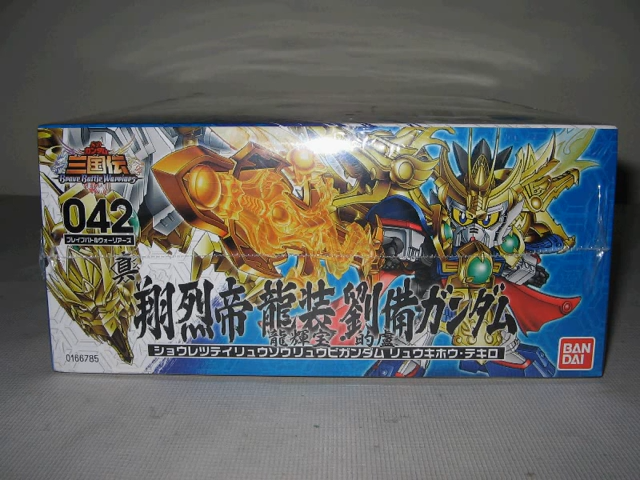 三国伝
Brave Battle Warriors
042
ブレイブバトルウォーリアーズ
真
翔烈帝龍装劉備ガンダム
龍輝宝 的盧
ショウレツテイリュウソウリュウビガンダム リュウキホウ・テキロ
0166785
BAN
DAI